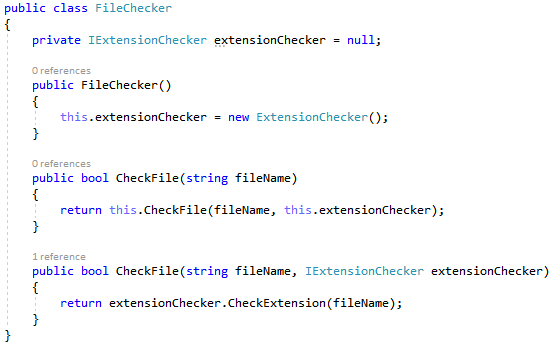 public class FileChecker
{
    private IExtensionChecker extensionChecker = null;
    0 references
    public FileChecker()
    {
        this.extensionChecker = new ExtensionChecker();
    }
    0 references
    public bool CheckFile(string fileName)
    {
        return this.CheckFile(fileName, this.extensionChecker);
    }
    1 reference
    public bool CheckFile(string fileName, IExtensionChecker extensionChecker)
    {
        return extensionChecker.CheckExtension(fileName);
    }
}